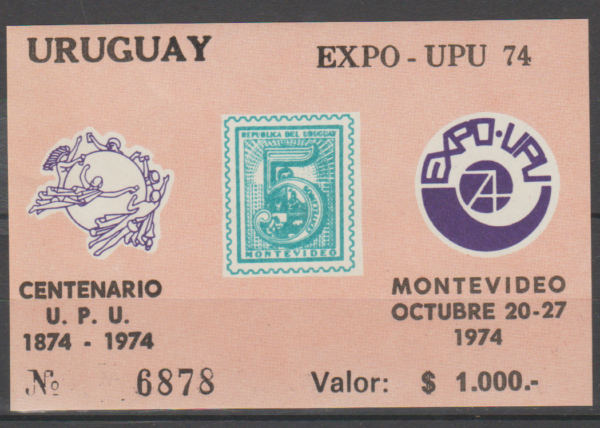 URUGUAY
EXPO - UPU 74
REPUBLICA DEL URUGUAY
5
MONTEVIDEO
EXPO·UPU
74
CENTENARIO
U. P. U.
1874 - 1974
MONTEVIDEO
OCTUBRE 20-27
1974
Nº 6878
Valor: $ 1.000.-